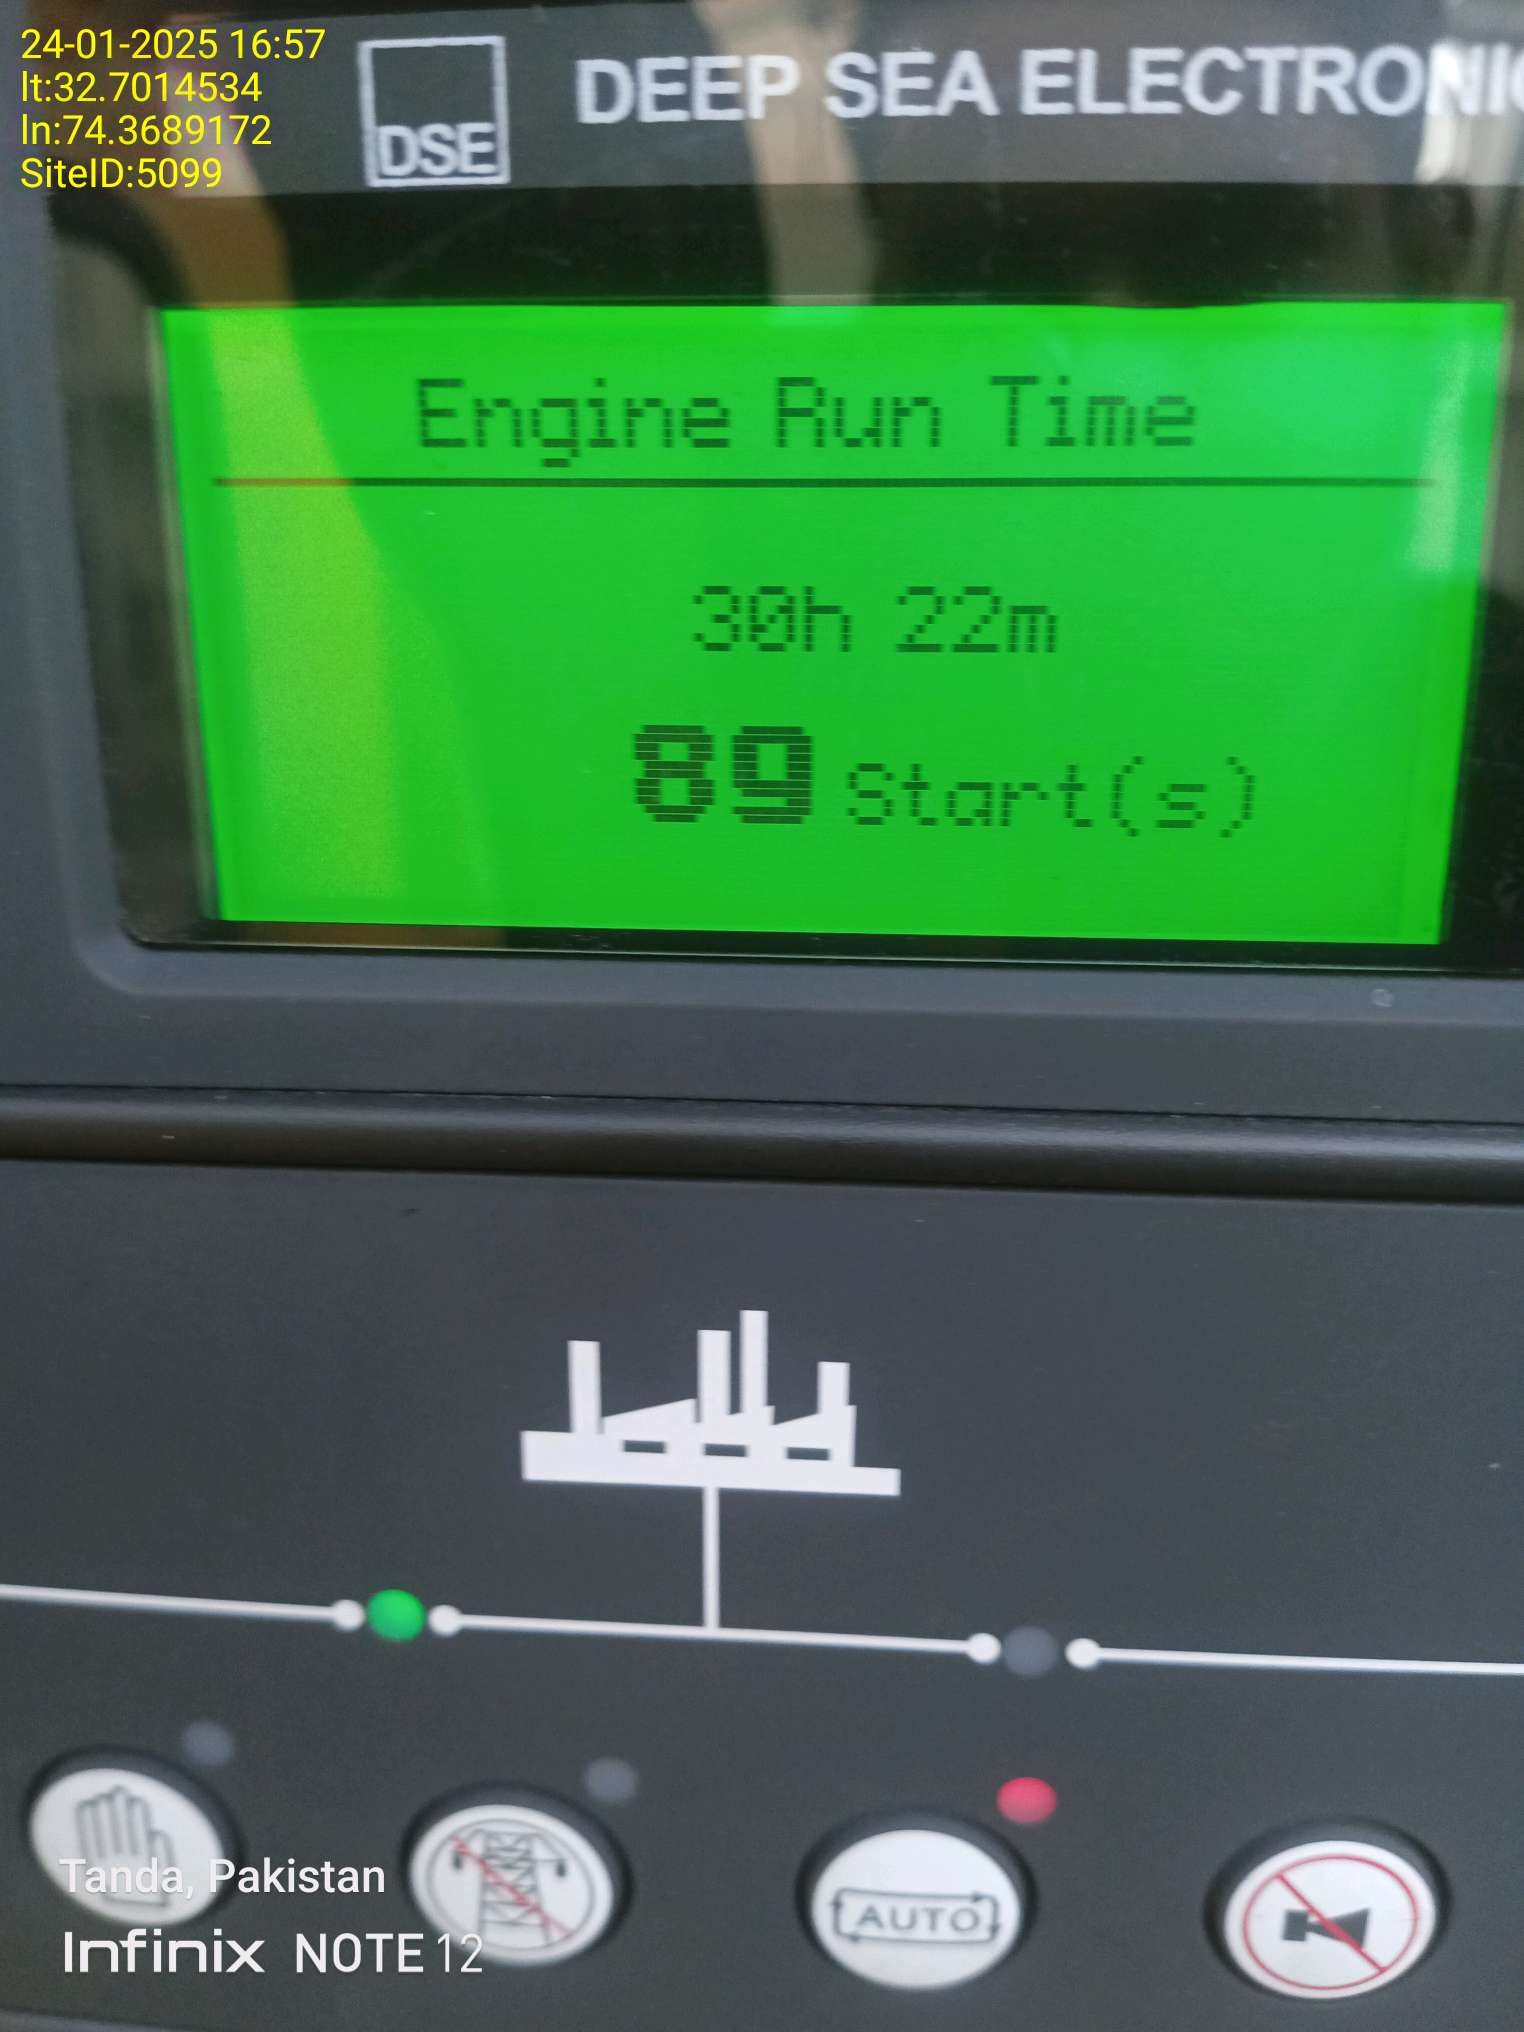 24-01-2025 16:57
lt:32.7014534
ln:74.3689172
SiteID:5099
DSE
DEEP SEA ELECTRONIC
Engine Run Time
30h 22m
89 Start(s)
AUTO
Tanda, Pakistan
Infinix NOTE 12